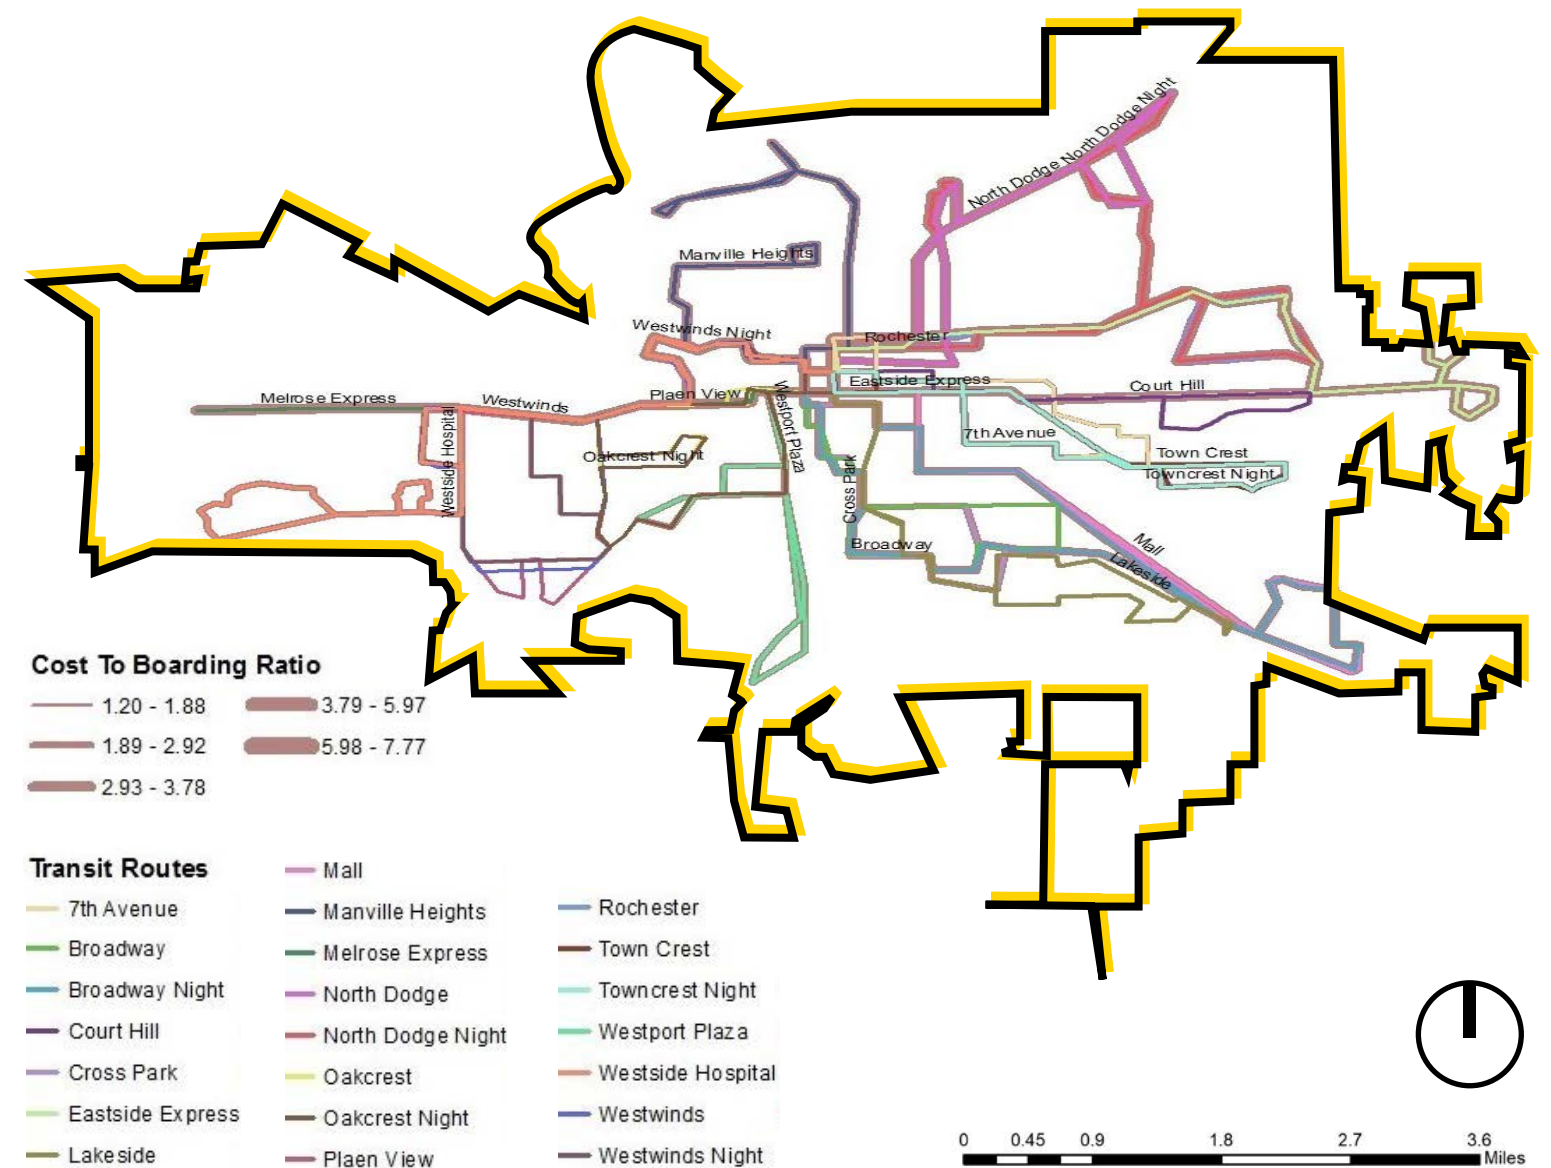 North Dodge North Dodge Night
Manville Heights
Westwinds Night
Rochester
Eastside Express
Court Hill
Melrose Express
Westwinds
Plaen View
Westport Plaza
7th Avenue
Oakcrest Night
Westside Hospital
Town Crest
Towncrest Night
Cross Park
Broadway
Mall
Lakeside
Cost To Boarding Ratio
1.20 - 1.88
3.79 - 5.97
1.89 - 2.92
5.98 - 7.77
2.93 - 3.78
Transit Routes
7th Avenue
Broadway
Broadway Night
Court Hill
Cross Park
Eastside Express
Lakeside
Mall
Manville Heights
Melrose Express
North Dodge
North Dodge Night
Oakcrest
Oakcrest Night
Plaen View
Rochester
Town Crest
Towncrest Night
Westport Plaza
Westside Hospital
Westwinds
Westwinds Night
0 0.45 0.9 1.8 2.7 3.6
Miles